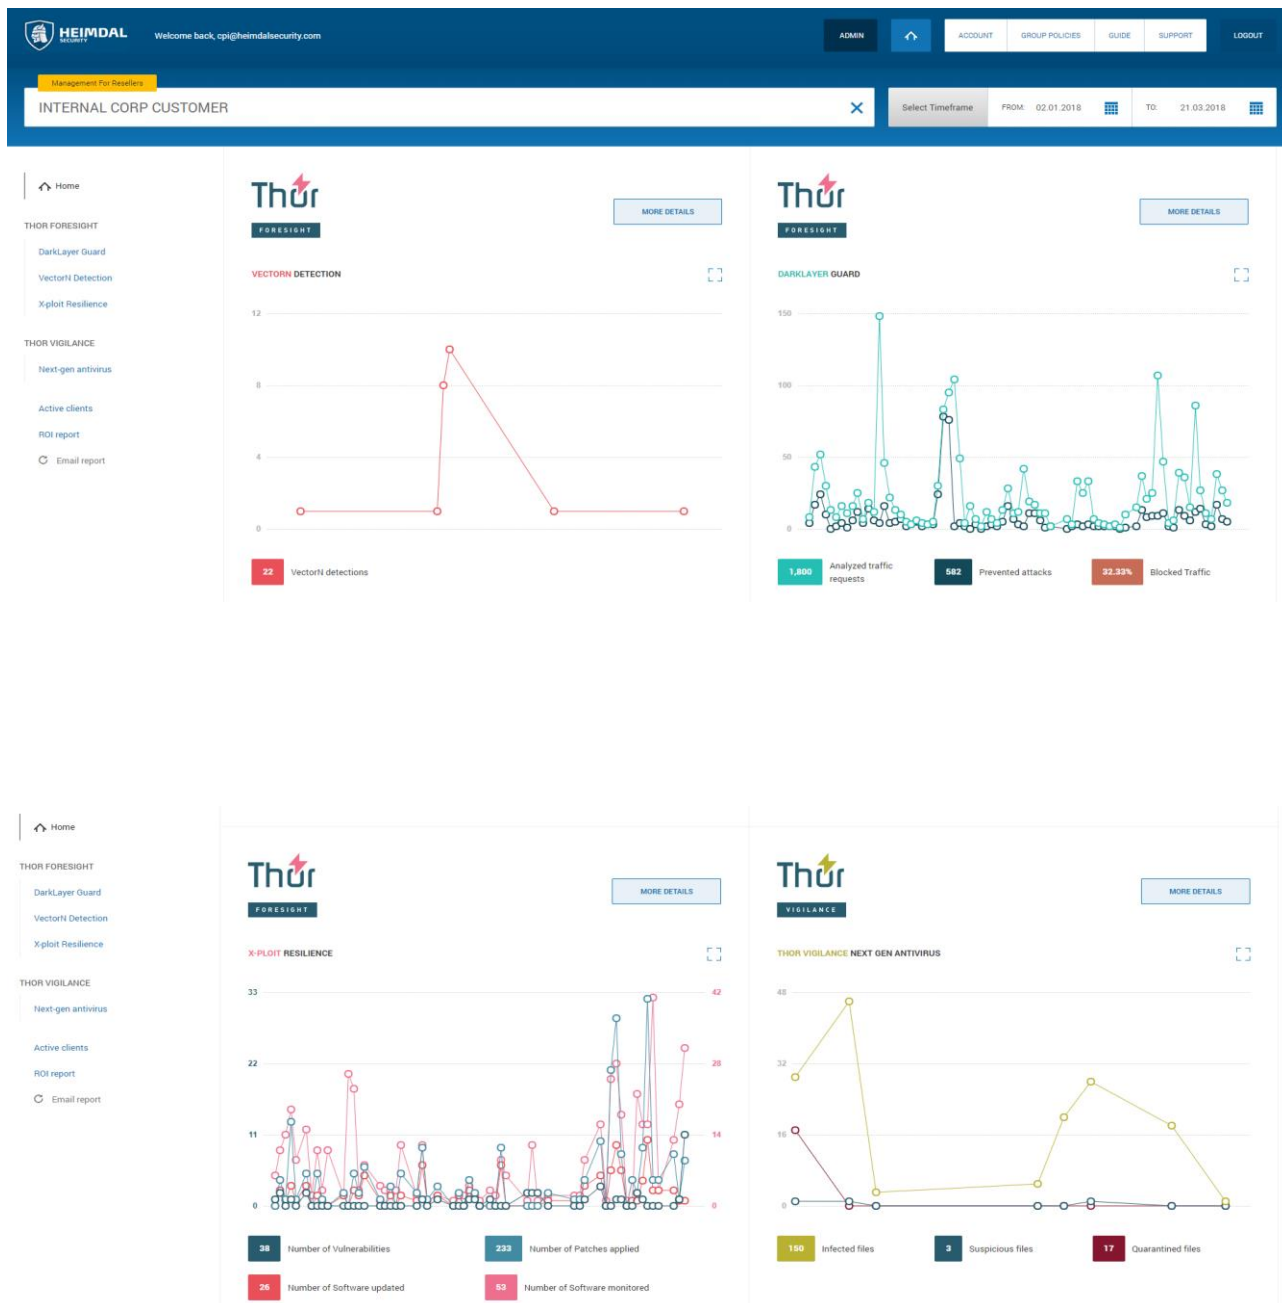 HEIMDAL
SECURITY
Welcome back, cpi@heimdalsecurity.com
ADMIN
ACCOUNT
GROUP POLICIES
GUIDE
SUPPORT
LOGOUT
Management For Resellers
INTERNAL CORP CUSTOMER
Select Timeframe
FROM: 02.01.2018
TO: 21.03.2018
Home
THOR FORESIGHT
DarkLayer Guard
VectorN Detection
X-ploit Resilience
THOR VIGILANCE
Next-gen antivirus
Active clients
ROI report
Email report
Thor
FORESIGHT
MORE DETAILS
VECTORN DETECTION
12
8
4
0
22 VectorN detections
Thor
FORESIGHT
MORE DETAILS
DARKLAYER GUARD
150
100
50
0
1,800 Analyzed traffic
requests
582 Prevented attacks
32.33% Blocked Traffic
Home
THOR FORESIGHT
DarkLayer Guard
VectorN Detection
X-ploit Resilience
THOR VIGILANCE
Next-gen antivirus
Active clients
ROI report
Email report
Thor
FORESIGHT
MORE DETAILS
X-PLOIT RESILIENCE
33 42
22 28
11 14
0 0
38 Number of Vulnerabilities
233 Number of Patches applied
26 Number of Software updated
53 Number of Software monitored
Thor
VIGILANCE
MORE DETAILS
THOR VIGILANCE NEXT GEN ANTIVIRUS
48
32
16
0
150 Infected files
3 Suspicious files
17 Quarantined files